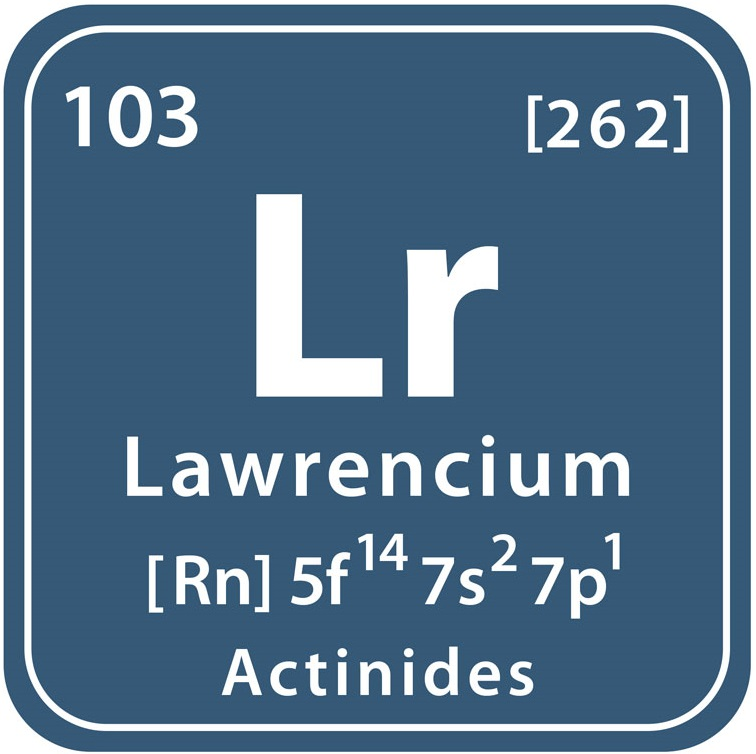 103 [262]
Lr
Lawrencium
[Rn] 5f¹⁴ 7s² 7p¹
Actinides